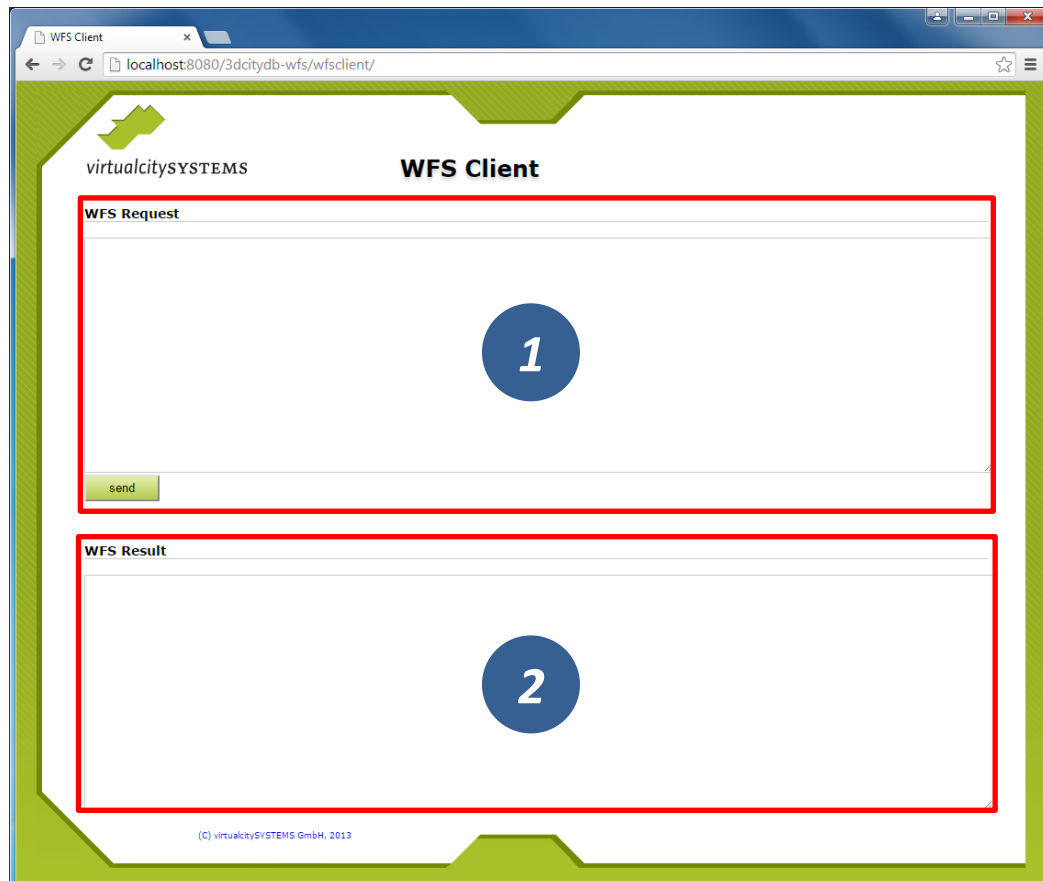 WFS Client
localhost:8080/3dcitydb-wfs/wfsclient/
virtualcitySYSTEMS
WFS Client
WFS Request
1
send
WFS Result
2
(C) virtualcitySYSTEMS GmbH, 2013